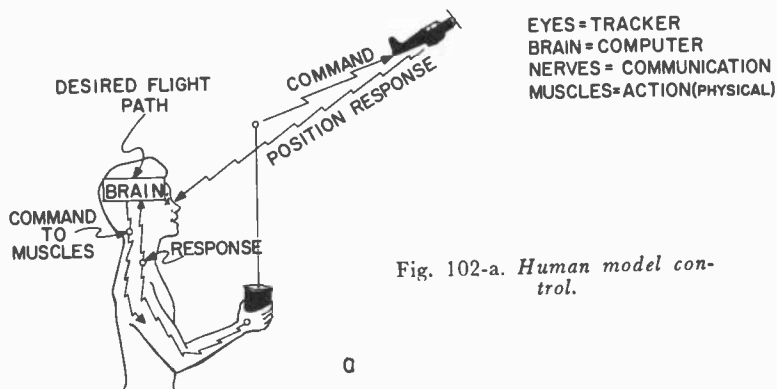 EYES=TRACKER
BRAIN=COMPUTER
NERVES= COMMUNICATION
MUSCLES=ACTION(PHYSICAL)
COMMAND
POSITION RESPONSE
DESIRED FLIGHT
PATH
BRAIN
COMMAND
TO
MUSCLES
RESPONSE
Fig. 102-a. Human model con-
trol.
a